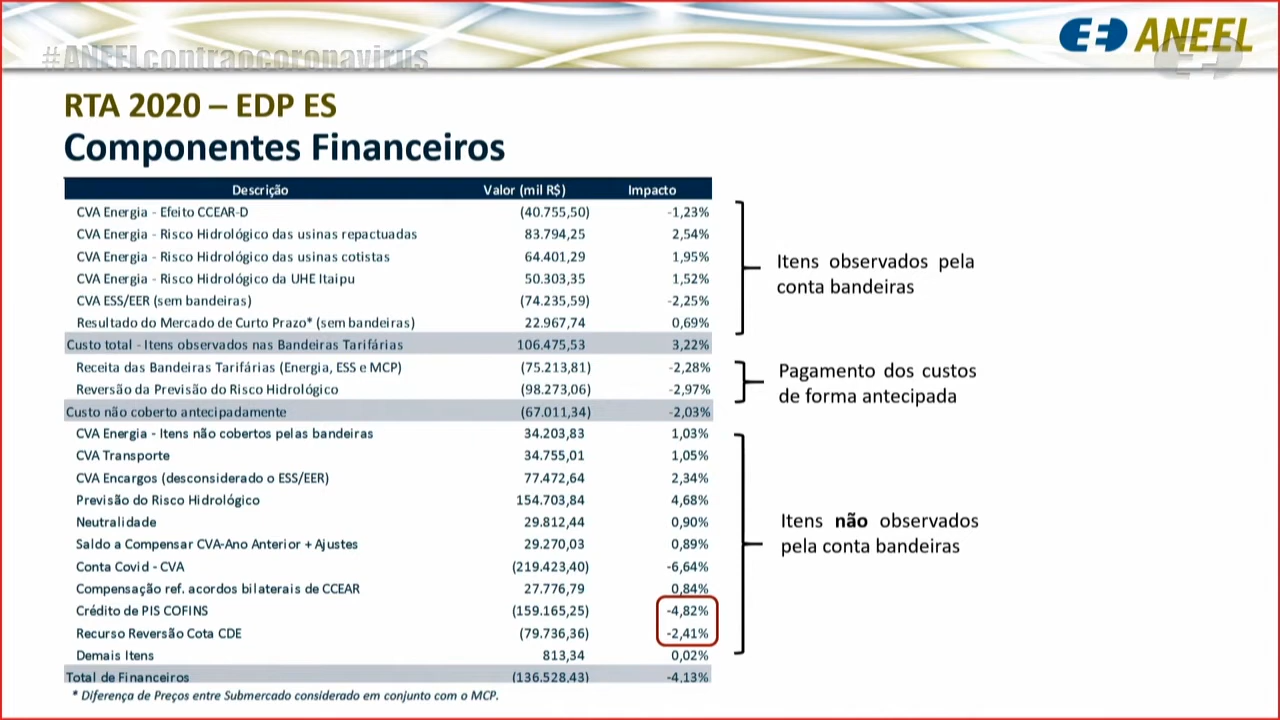 #ANEELcontraocoronavirus
ANEEL
RTA 2020 – EDP ES
Componentes Financeiros
Descrição Valor (mil R$) Impacto
CVA Energia - Efeito CCEAR-D (40.755,50) -1,23%
CVA Energia - Risco Hidrológico das usinas repactuadas 83.794,25 2,54%
CVA Energia - Risco Hidrológico das usinas cotistas 64.401,29 1,95%
CVA Energia - Risco Hidrológico da UHE Itaipu 50.303,35 1,52%
CVA ESS/EER (sem bandeiras) (74.235,59) -2,25%
Resultado do Mercado de Curto Prazo* (sem bandeiras) 22.967,74 0,69%
Custo total - Itens observados nas Bandeiras Tarifárias 106.475,53 3,22%
Receita das Bandeiras Tarifárias (Energia, ESS e MCP) (75.213,81) -2,28%
Reversão da Previsão do Risco Hidrológico (98.273,06) -2,97%
Custo não coberto antecipadamente (67.011,34) -2,03%
CVA Energia - Itens não cobertos pelas bandeiras 34.203,83 1,03%
CVA Transporte 34.755,01 1,05%
CVA Encargos (desconsiderado o ESS/EER) 77.472,64 2,34%
Previsão do Risco Hidrológico 154.703,84 4,68%
Neutralidade 29.812,44 0,90%
Saldo a Compensar CVA-Ano Anterior + Ajustes 29.270,03 0,89%
Conta Covid - CVA (219.423,40) -6,64%
Compensação ref. acordos bilaterais de CCEAR 27.776,79 0,84%
Crédito de PIS COFINS (159.165,25) -4,82%
Recurso Reversão Cota CDE (79.736,36) -2,41%
Demais Itens 813,34 0,02%
Total de Financeiros (136.528,43) -4,13%
* Diferença de Preços entre Submercado considerado em conjunto com o MCP.
Itens observados pela
conta bandeiras
Pagamento dos custos
de forma antecipada
Itens não observados
pela conta bandeiras